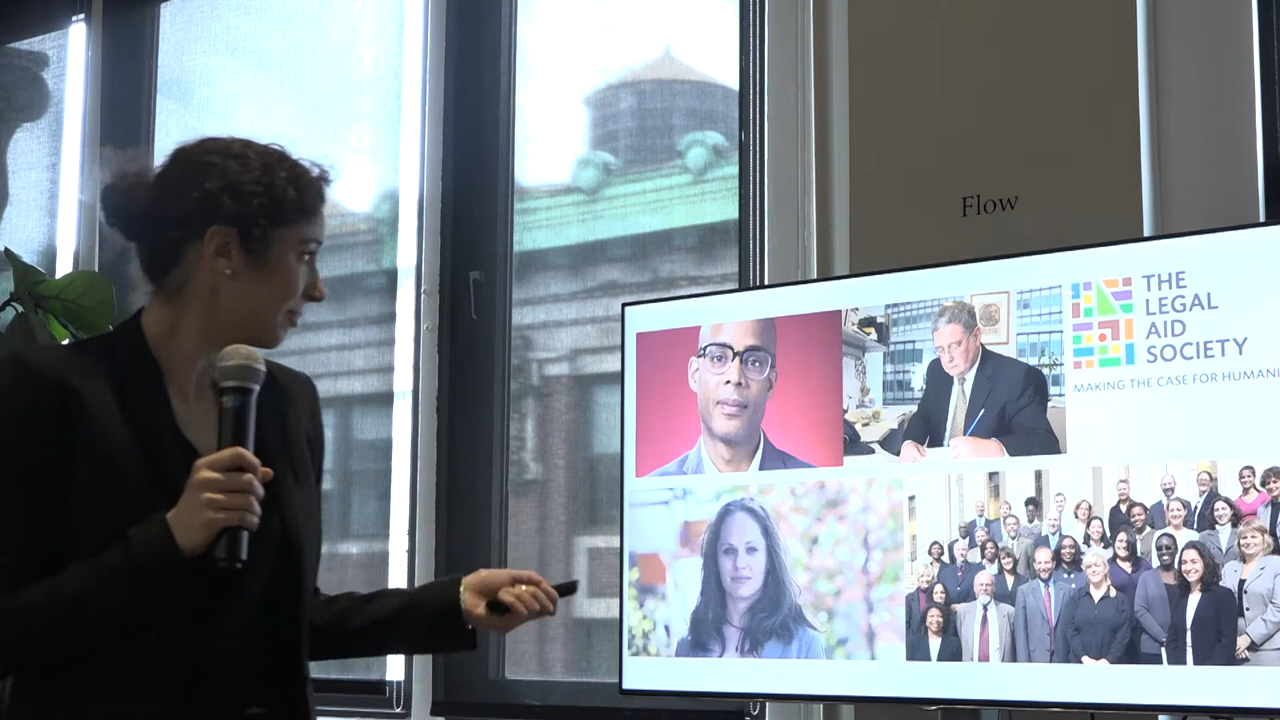 Flow
THE
LEGAL
AID
SOCIETY
MAKING THE CASE FOR HUMANI